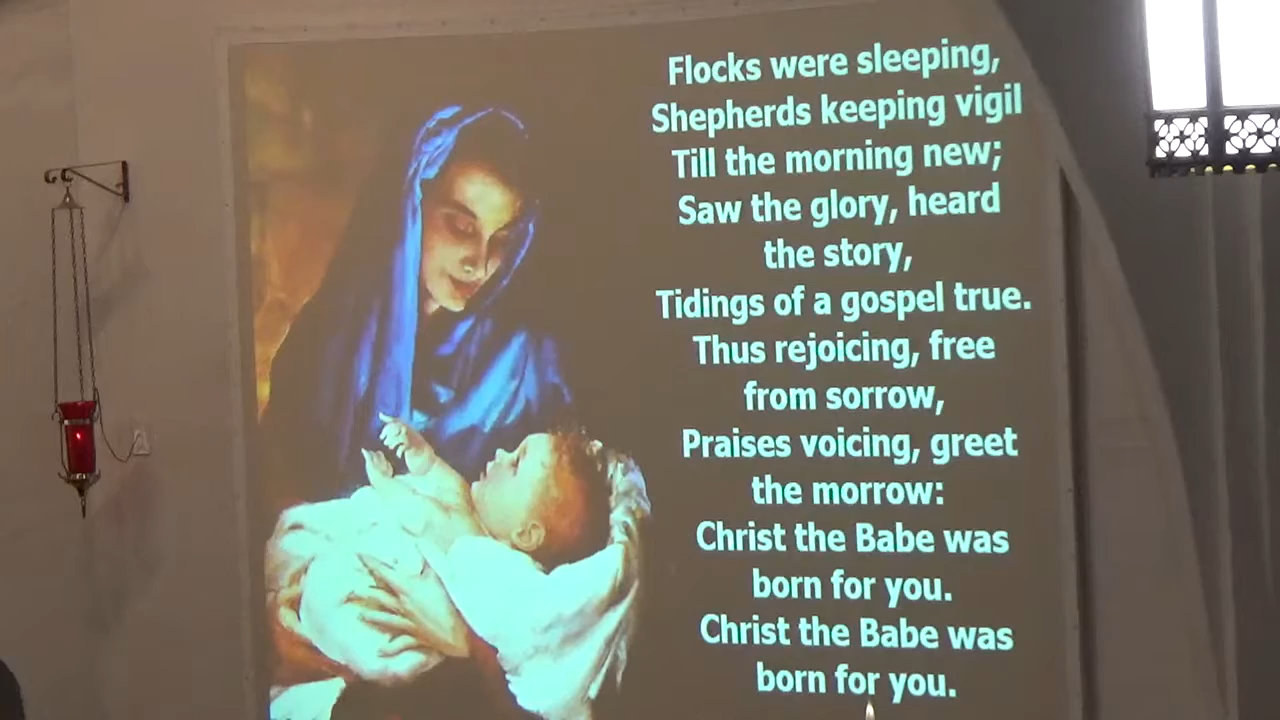 Flocks were sleeping,
Shepherds keeping vigil
Till the morning new;
Saw the glory, heard
the story,
Tidings of a gospel true.
Thus rejoicing, free
from sorrow,
Praises voicing, greet
the morrow:
Christ the Babe was
born for you.
Christ the Babe was
born for you.